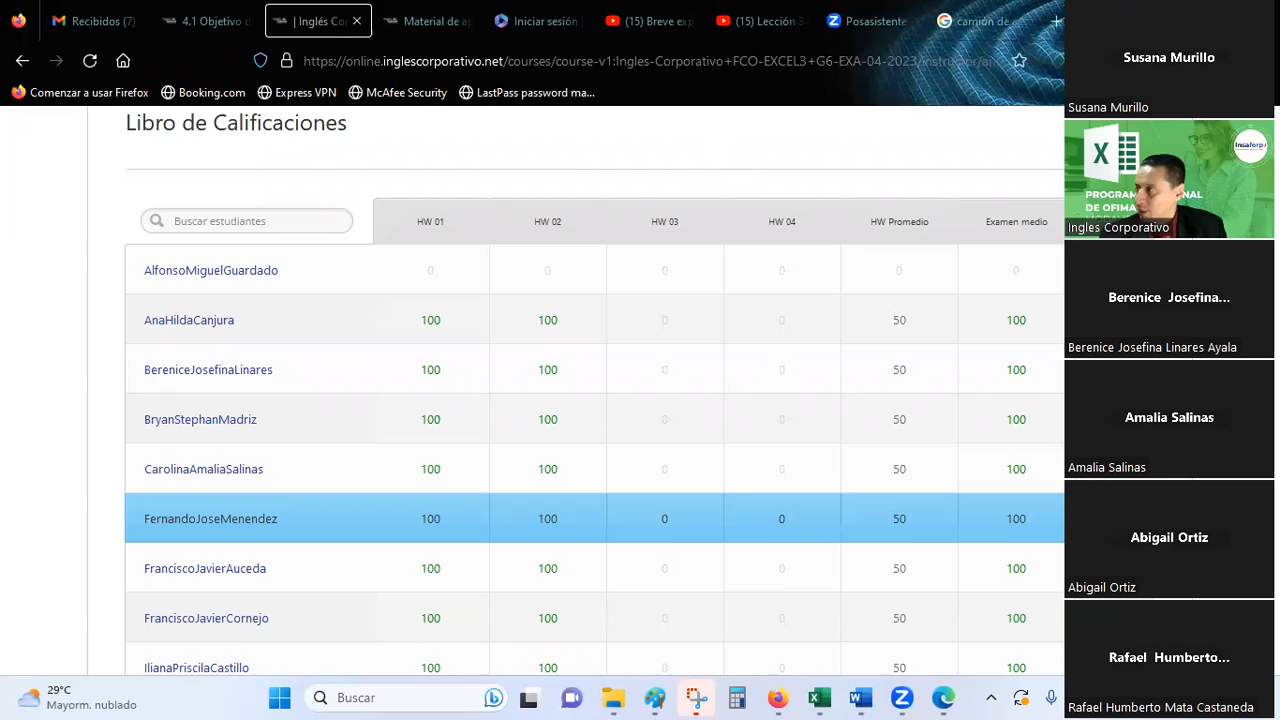 Recibidos (7)
4.1 Objetivo d
| Inglés Co
Material de a
Iniciar sesión
(15) Breve exp
(15) Lección 3
Posasistente
camión de
https://online.inglescorporativo.net/courses/course-v1:Ingles-Corporativo+FCO-EXCEL3+G6-EXA-04-2023/instructor/
Comenzar a usar Firefox
Booking.com
Express VPN
McAfee Security
LastPass password ma...
Libro de Calificaciones
Buscar estudiantes
HW 01 HW 02 HW 03 HW 04 HW Promedio Examen medio
AlfonsoMiguelGuardado 0 0 0 0 0 0
AnaHildaCanjura 100 100 0 0 50 100
BereniceJosefinaLinares 100 100 0 0 50 100
BryanStephanMadriz 100 100 0 0 50 100
CarolinaAmaliaSalinas 100 100 0 0 50 100
FernandoJoseMenendez 100 100 0 0 50 100
FranciscoJavierAuceda 100 100 0 0 50 100
FranciscoJavierCornejo 100 100 0 0 50 100
IlianaPriscilaCastillo 100 100 0 0 50 100
Susana Murillo
Susana Murillo
Insaforp
PROGRAM
NAL
DE OFIMA
Ingles Corporativo
Berenice Josefina...
Berenice Josefina Linares Ayala
Amalia Salinas
Amalia Salinas
Abigail Ortiz
Abigail Ortiz
Rafael Humberto...
Rafael Humberto Mata Castaneda
29°C
Mayorm. nublado
Buscar